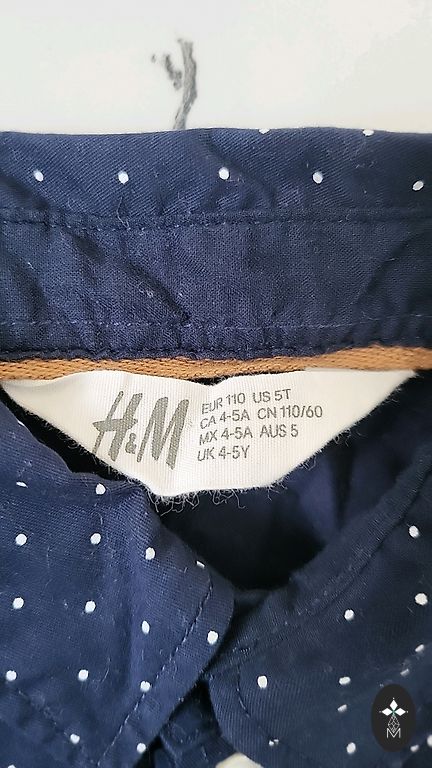 H&M
EUR 110 US 5T
CA 4-5A CN 110/60
MX 4-5A AUS 5
UK 4-5Y
M